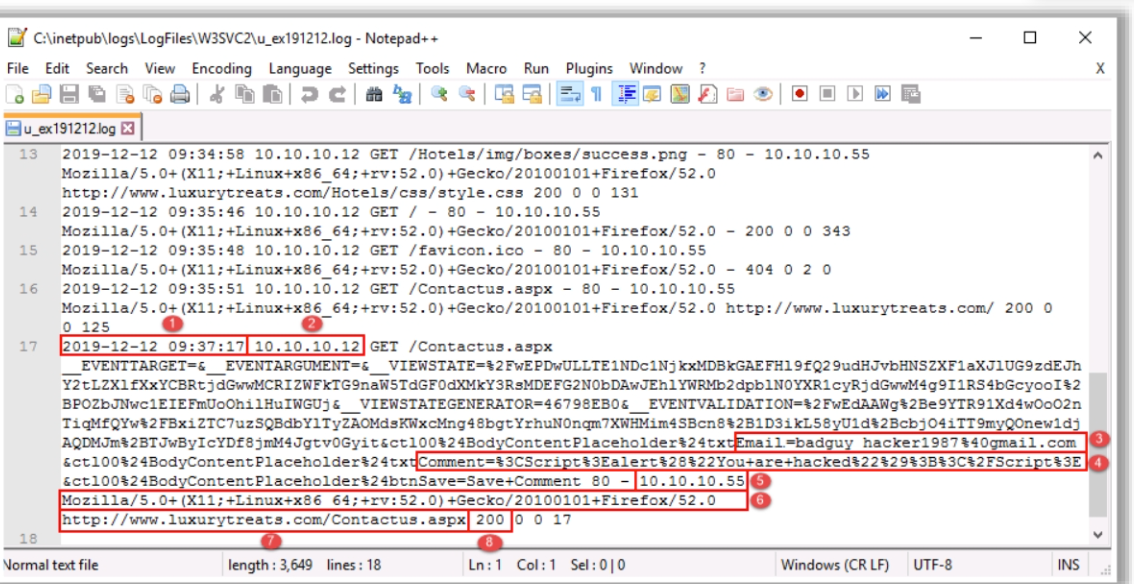 C:\inetpub\logs\LogFiles\W3SVC2\u_ex191212.log - Notepad++
File Edit Search View Encoding Language Settings Tools Macro Run Plugins Window ? X
u_ex191212.log
13 2019-12-12 09:34:58 10.10.10.12 GET /Hotels/img/boxes/success.png - 80 - 10.10.10.55
Mozilla/5.0+(X11;+Linux+x86_64;+rv:52.0)+Gecko/20100101+Firefox/52.0
http://www.luxurytreats.com/Hotels/css/style.css 200 0 0 131
14 2019-12-12 09:35:46 10.10.10.12 GET / - 80 - 10.10.10.55
Mozilla/5.0+(X11;+Linux+x86_64;+rv:52.0)+Gecko/20100101+Firefox/52.0 - 200 0 0 343
15 2019-12-12 09:35:48 10.10.10.12 GET /favicon.ico - 80 - 10.10.10.55
Mozilla/5.0+(X11;+Linux+x86_64;+rv:52.0)+Gecko/20100101+Firefox/52.0 - 404 0 2 0
16 2019-12-12 09:35:51 10.10.10.12 GET /Contactus.aspx - 80 - 10.10.10.55
Mozilla/5.0+(X11;+Linux+x86_64;+rv:52.0)+Gecko/20100101+Firefox/52.0 http://www.luxurytreats.com/ 200 0
0 125 1 2
17 2019-12-12 09:37:17 10.10.10.12 GET /Contactus.aspx
__EVENTTARGET=&__EVENTARGUMENT=&__VIEWSTATE=%2FwEPDwULLTE1NDc1NjkxMDBkGAEFHl9fQ29udHJvbHNSZXF1aXJlUG9zdEJh
Y2tLZXlfXxYCBRtjdGwwMCRIZWFkTG9naW5TdGF0dXMkY3RsMDEFG2N0bDAwJEhlYWRMb2dpblN0YXR1cyRjdGwwM4g9I1RS4bGcyooI%2
BPOZbJNwc1EIEFmUoOhilHuIWGUj&__VIEWSTATEGENERATOR=46798EB0&__EVENTVALIDATION=%2FwEdAAWg%2Be9YTR91Xd4wOoO2n
TiqMfQYw%2FBxiZTC7uzSQBdbYlTyZAOMdsKWxcMng48bgtYrhuN0nqm7XWHMim4SBcn8%2B1D3ikL58yU1d%2BcbjO4iTT9myQOnew1dj
AQDMJm%2BTJwByIcYDf8jmM4Jgtv0Gyit&ctl00%24BodyContentPlaceholder%24txtEmail=badguy_hacker1987%40gmail.com 3
&ctl00%24BodyContentPlaceholder%24txtComment=%3CScript%3Ealert%28%22You+are+hacked%22%29%3B%3C%2FScript%3E 4
&ctl00%24BodyContentPlaceholder%24btnSave=Save+Comment 80 - 10.10.10.55 5
Mozilla/5.0+(X11;+Linux+x86_64;+rv:52.0)+Gecko/20100101+Firefox/52.0 6
http://www.luxurytreats.com/Contactus.aspx 200 0 0 17
18 7 8
Normal text file length : 3,649 lines : 18 Ln : 1 Col : 1 Sel : 0 | 0 Windows (CR LF) UTF-8 INS